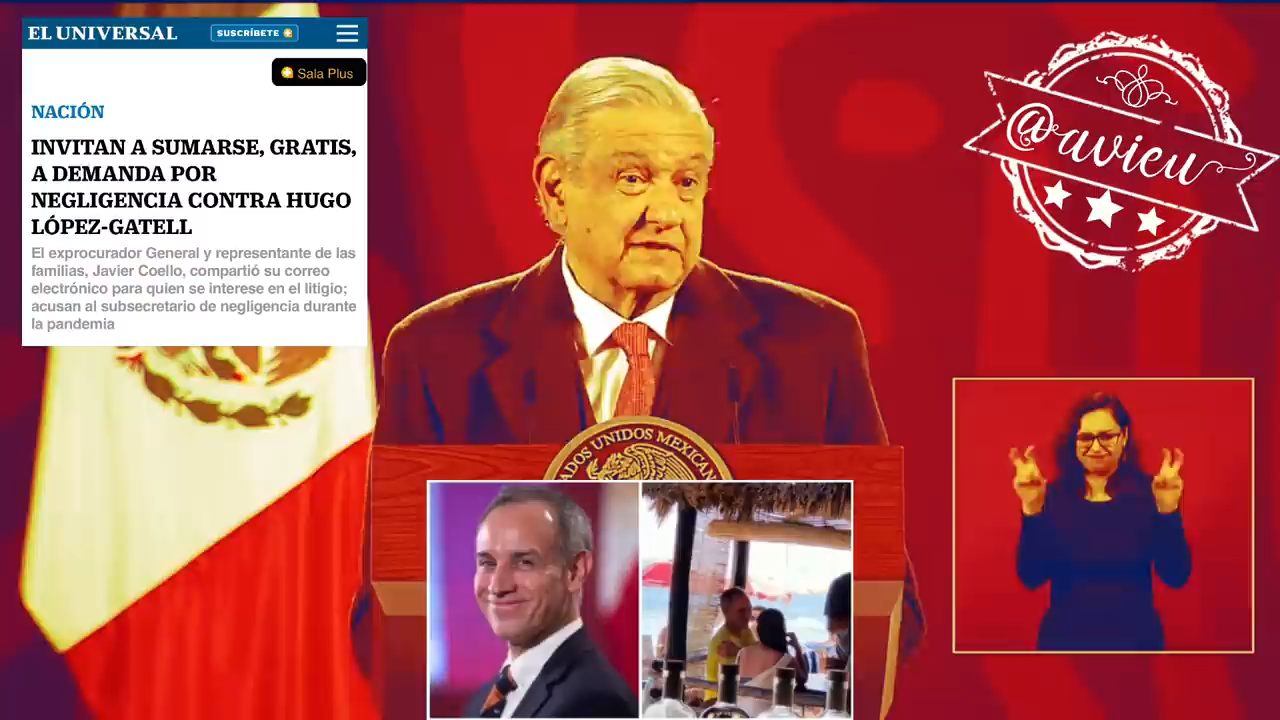 EL UNIVERSAL
SUSCRÍBETE
Sala Plus
NACIÓN
INVITAN A SUMARSE, GRATIS,
A DEMANDA POR
NEGLIGENCIA CONTRA HUGO
LÓPEZ-GATELL
El exprocurador General y representante de las
familias, Javier Coello, compartió su correo
electrónico para quien se interese en el litigio;
acusan al subsecretario de negligencia durante
la pandemia
@avieu
DOS UNIDOS MEXICAN